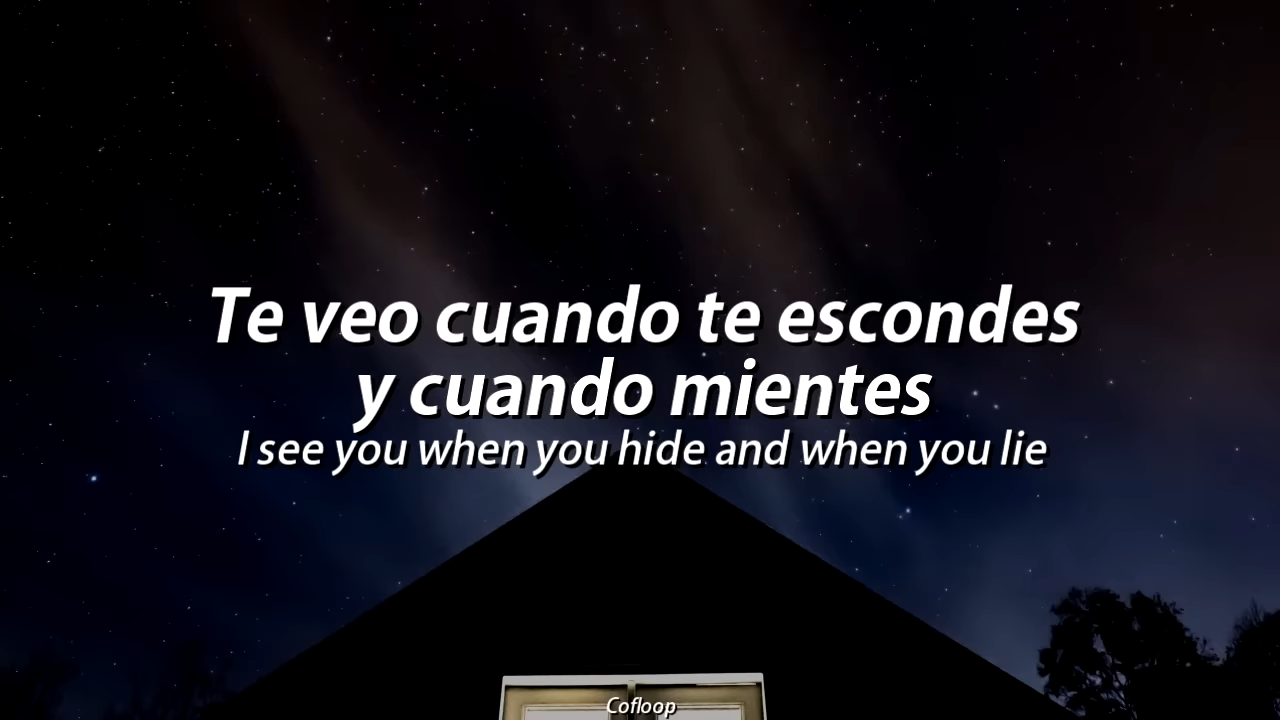 Te veo cuando te escondes
y cuando mientes
I see you when you hide and when you lie
Cofloop